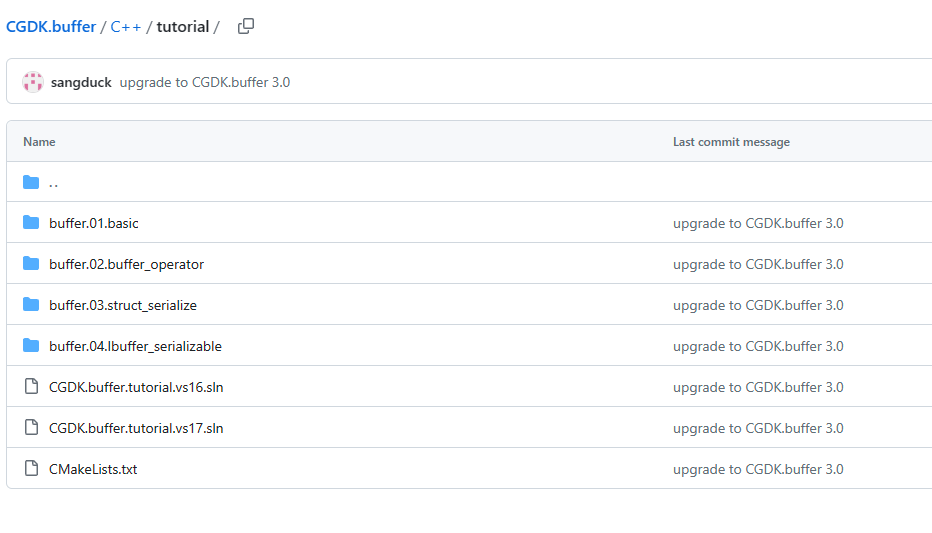 CGDK.buffer / C++ / tutorial /
sangduck upgrade to CGDK.buffer 3.0
Name Last commit message
..
buffer.01.basic upgrade to CGDK.buffer 3.0
buffer.02.buffer_operator upgrade to CGDK.buffer 3.0
buffer.03.struct_serialize upgrade to CGDK.buffer 3.0
buffer.04.Ibuffer_serializable upgrade to CGDK.buffer 3.0
CGDK.buffer.tutorial.vs16.sln upgrade to CGDK.buffer 3.0
CGDK.buffer.tutorial.vs17.sln upgrade to CGDK.buffer 3.0
CMakeLists.txt upgrade to CGDK.buffer 3.0